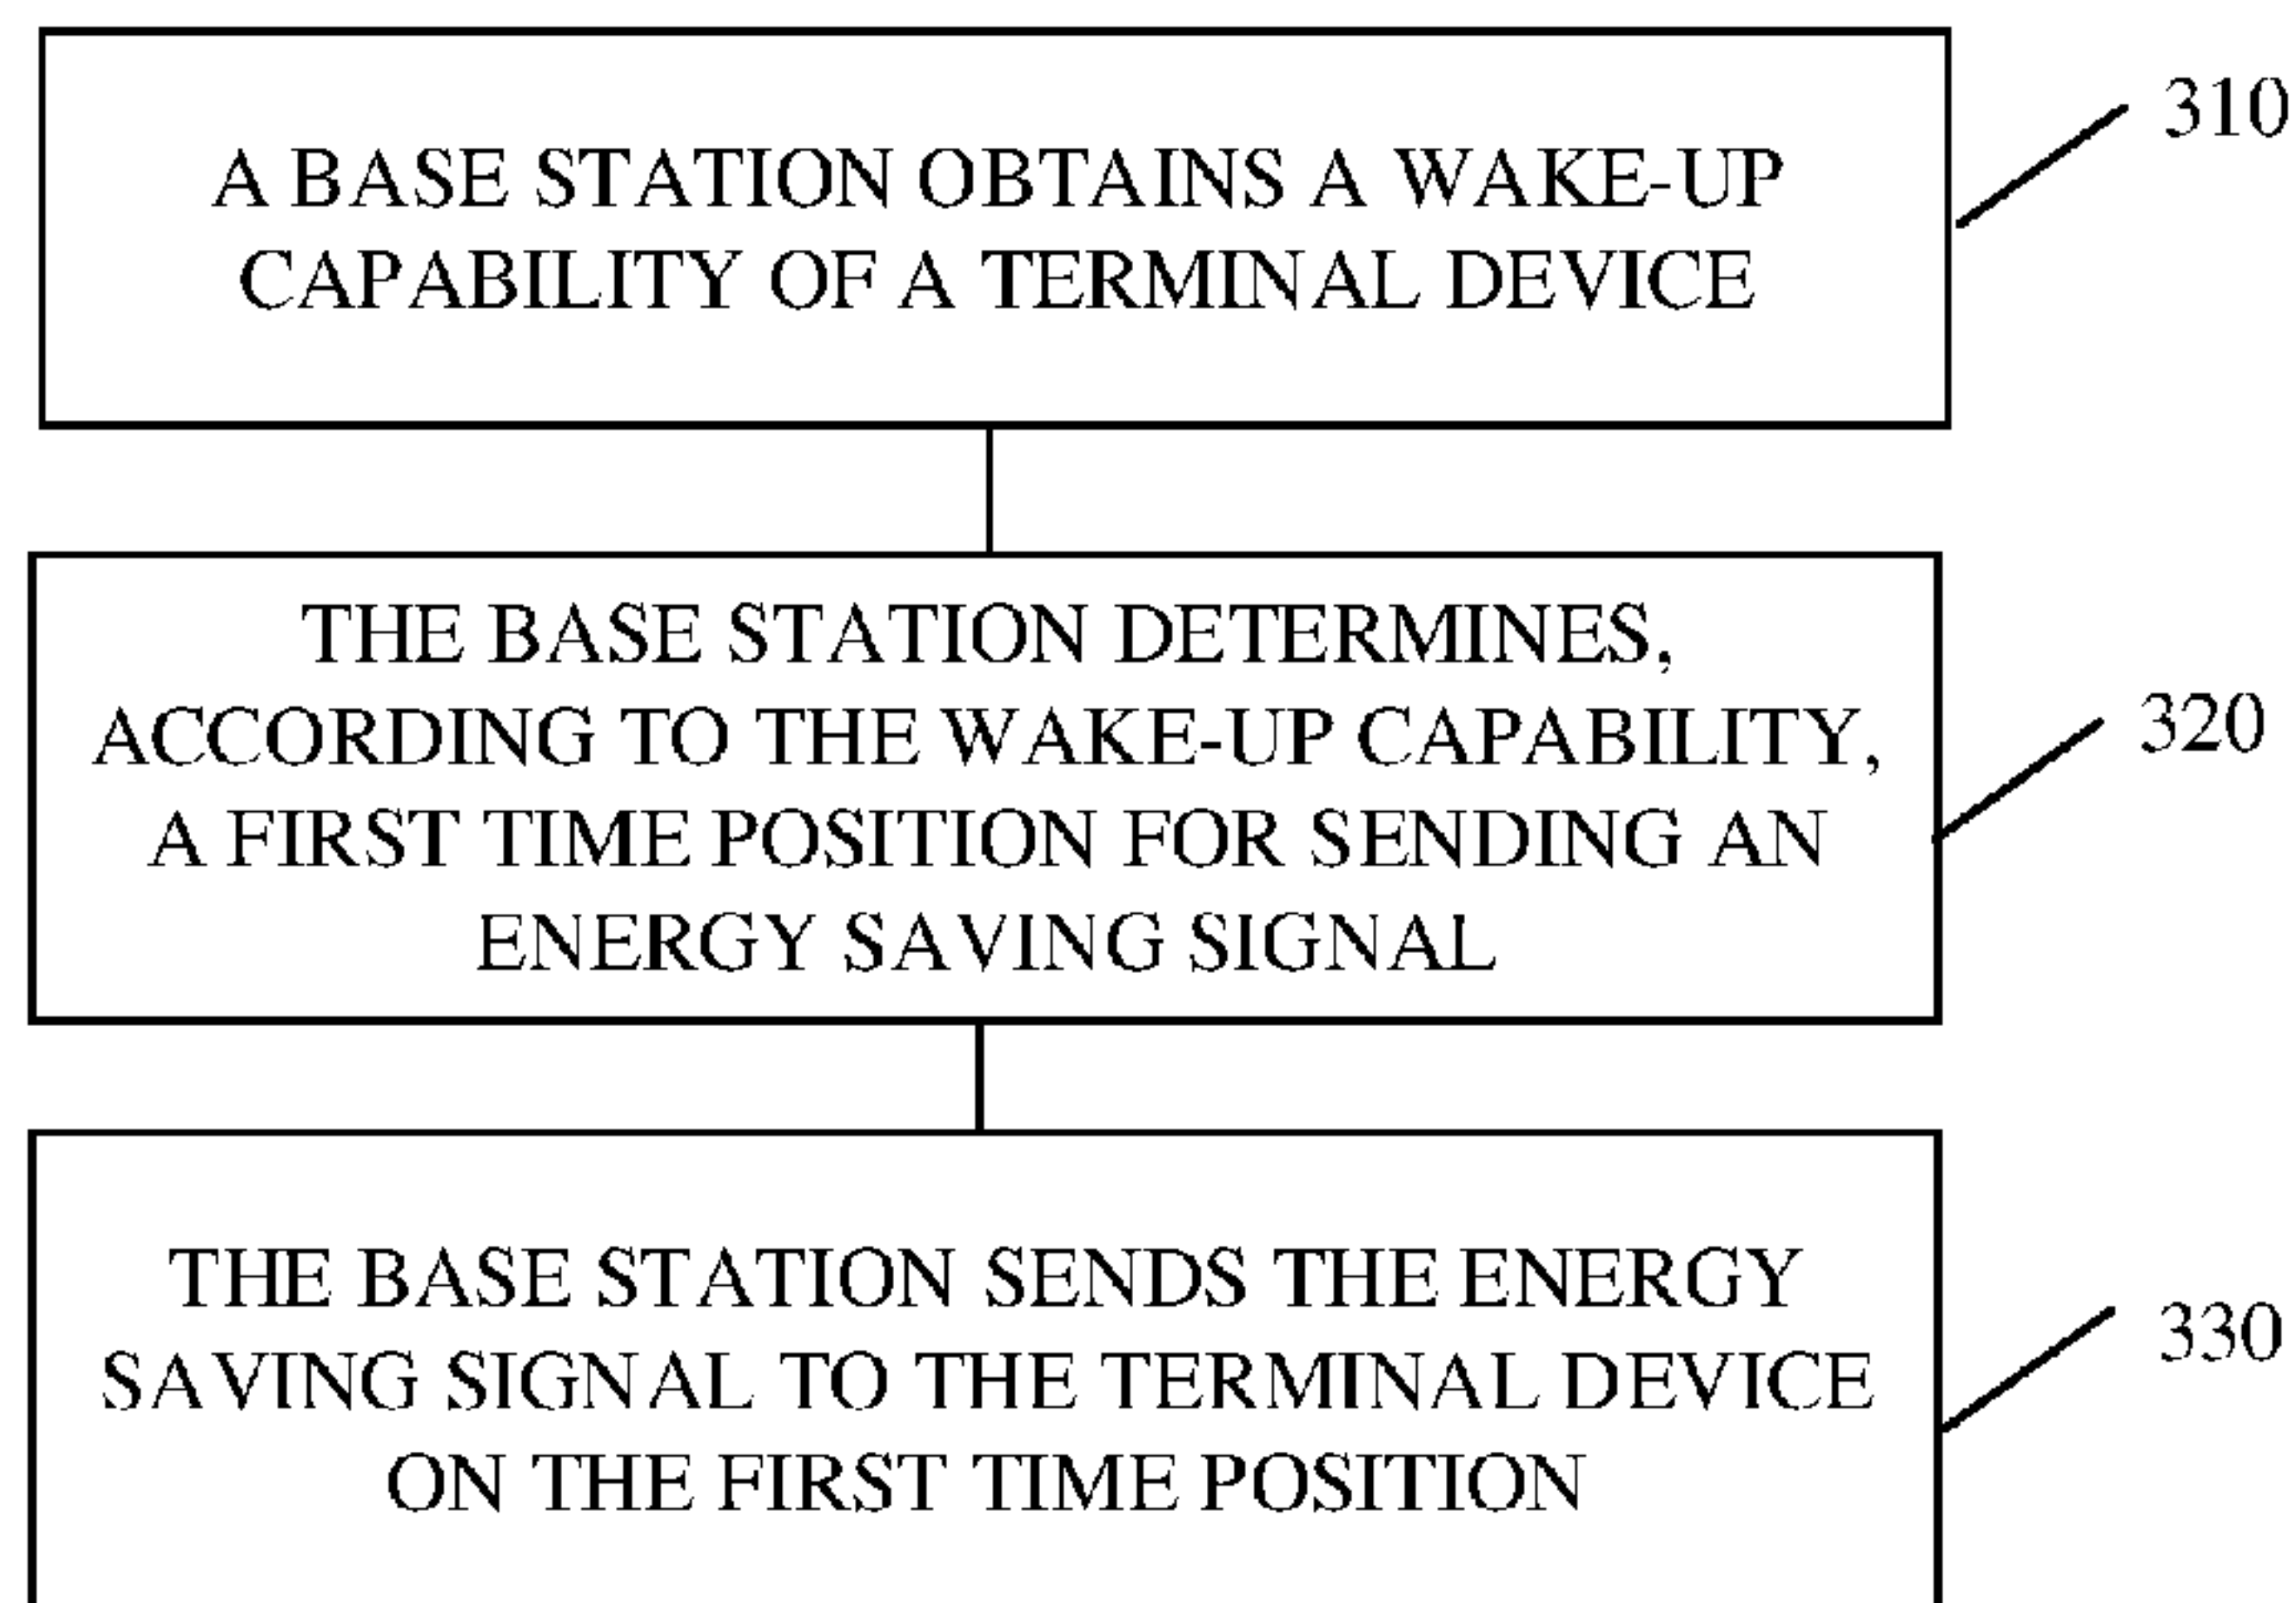 310
A BASE STATION OBTAINS A WAKE-UP
CAPABILITY OF A TERMINAL DEVICE
THE BASE STATION DETERMINES,
320
ACCORDING TO THE WAKE-UP CAPABILITY,
A FIRST TIME POSITION FOR SENDING AN
ENERGY SAVING SIGNAL
THE BASE STATION SENDS THE ENERGY
330
SAVING SIGNAL TO THE TERMINAL DEVICE
ON THE FIRST TIME POSITION